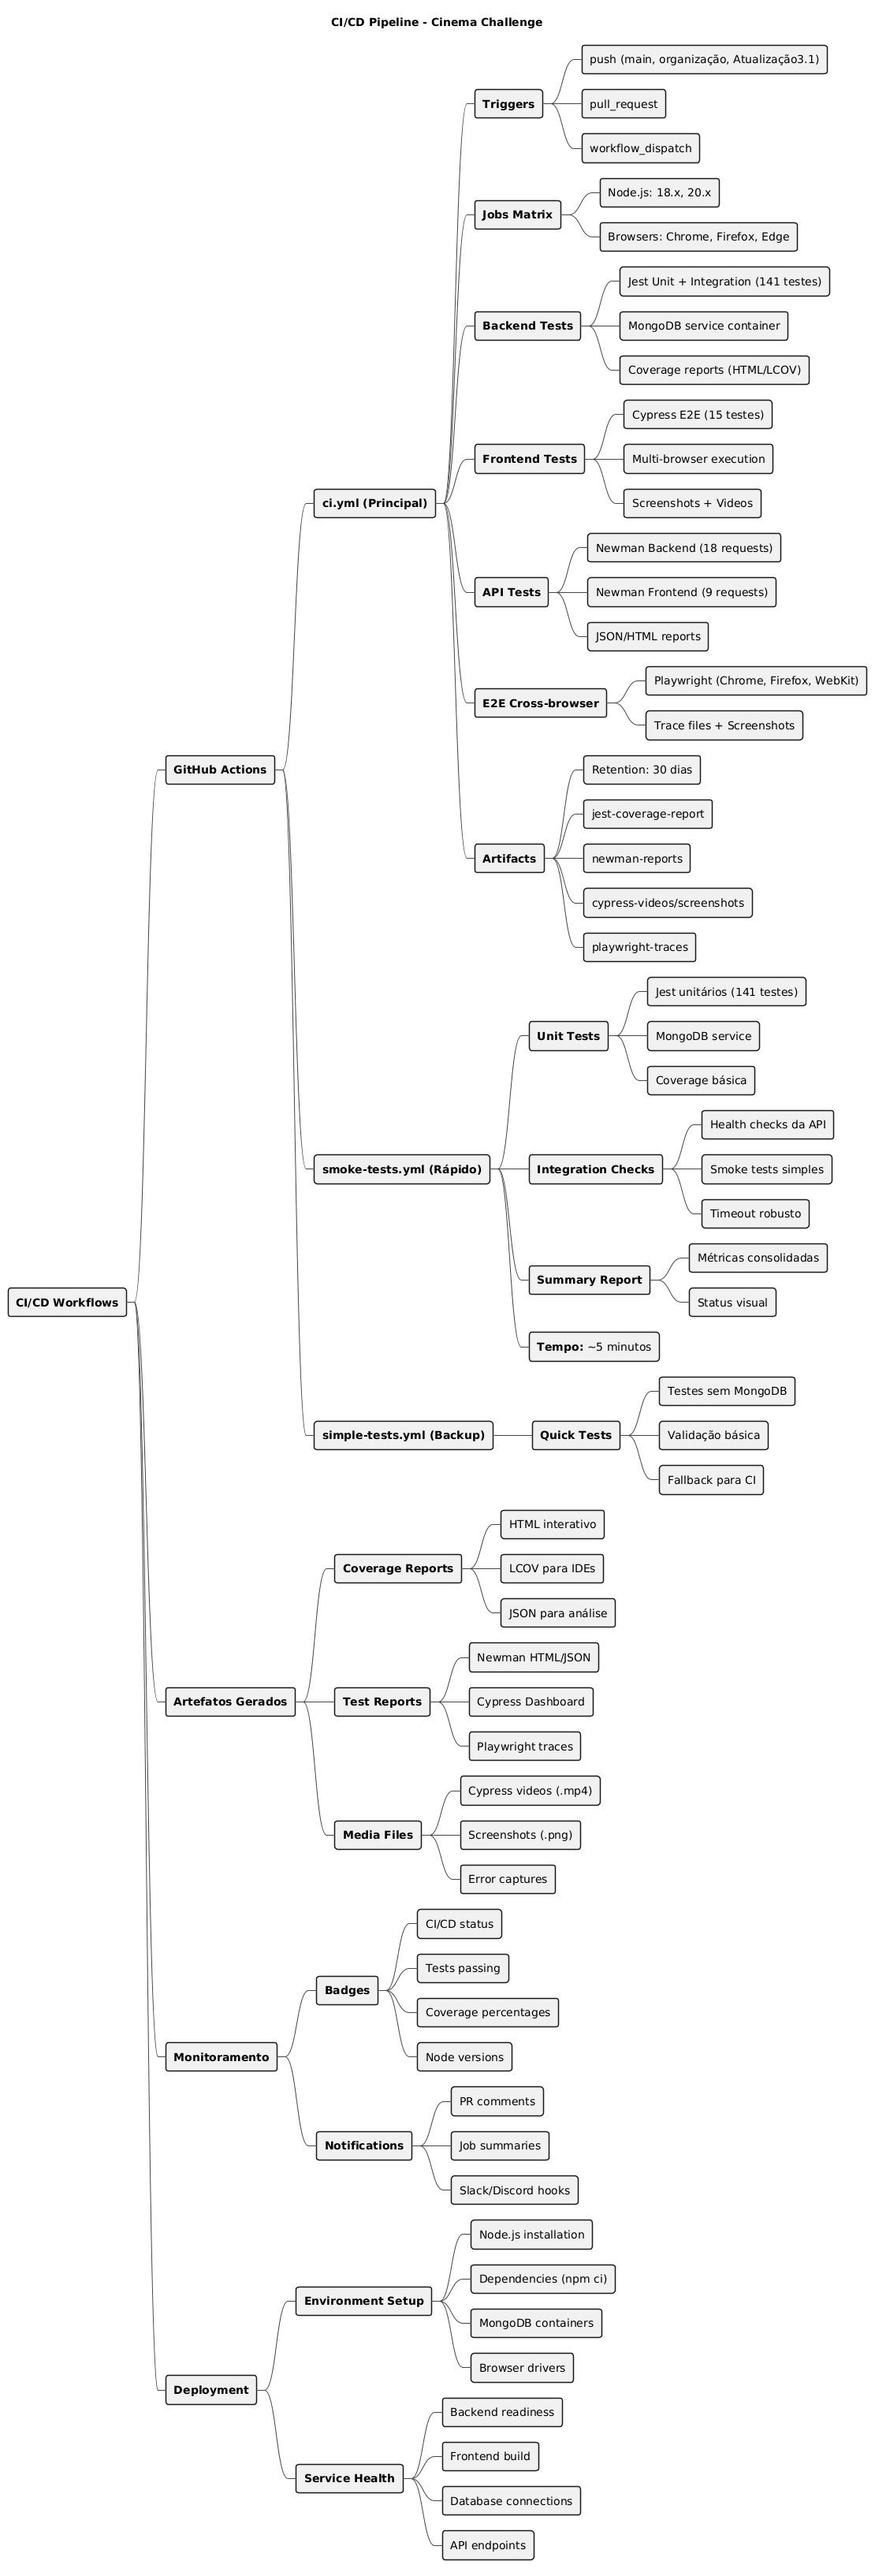 CI/CD Pipeline - Cinema Challenge
CI/CD Workflows
GitHub Actions
ci.yml (Principal)
Triggers
push (main, organização, Atualização3.1)
pull_request
workflow_dispatch
Jobs Matrix
Node.js: 18.x, 20.x
Browsers: Chrome, Firefox, Edge
Backend Tests
Jest Unit + Integration (141 testes)
MongoDB service container
Coverage reports (HTML/LCOV)
Frontend Tests
Cypress E2E (15 testes)
Multi-browser execution
Screenshots + Videos
API Tests
Newman Backend (18 requests)
Newman Frontend (9 requests)
JSON/HTML reports
E2E Cross-browser
Playwright (Chrome, Firefox, WebKit)
Trace files + Screenshots
Artifacts
Retention: 30 dias
jest-coverage-report
newman-reports
cypress-videos/screenshots
playwright-traces
smoke-tests.yml (Rápido)
Unit Tests
Jest unitários (141 testes)
MongoDB service
Coverage básica
Integration Checks
Health checks da API
Smoke tests simples
Timeout robusto
Summary Report
Métricas consolidadas
Status visual
Tempo: ~5 minutos
simple-tests.yml (Backup)
Quick Tests
Testes sem MongoDB
Validação básica
Fallback para CI
Artefatos Gerados
Coverage Reports
HTML interativo
LCOV para IDEs
JSON para análise
Test Reports
Newman HTML/JSON
Cypress Dashboard
Playwright traces
Media Files
Cypress videos (.mp4)
Screenshots (.png)
Error captures
Monitoramento
Badges
CI/CD status
Tests passing
Coverage percentages
Node versions
Notifications
PR comments
Job summaries
Slack/Discord hooks
Deployment
Environment Setup
Node.js installation
Dependencies (npm ci)
MongoDB containers
Browser drivers
Service Health
Backend readiness
Frontend build
Database connections
API endpoints